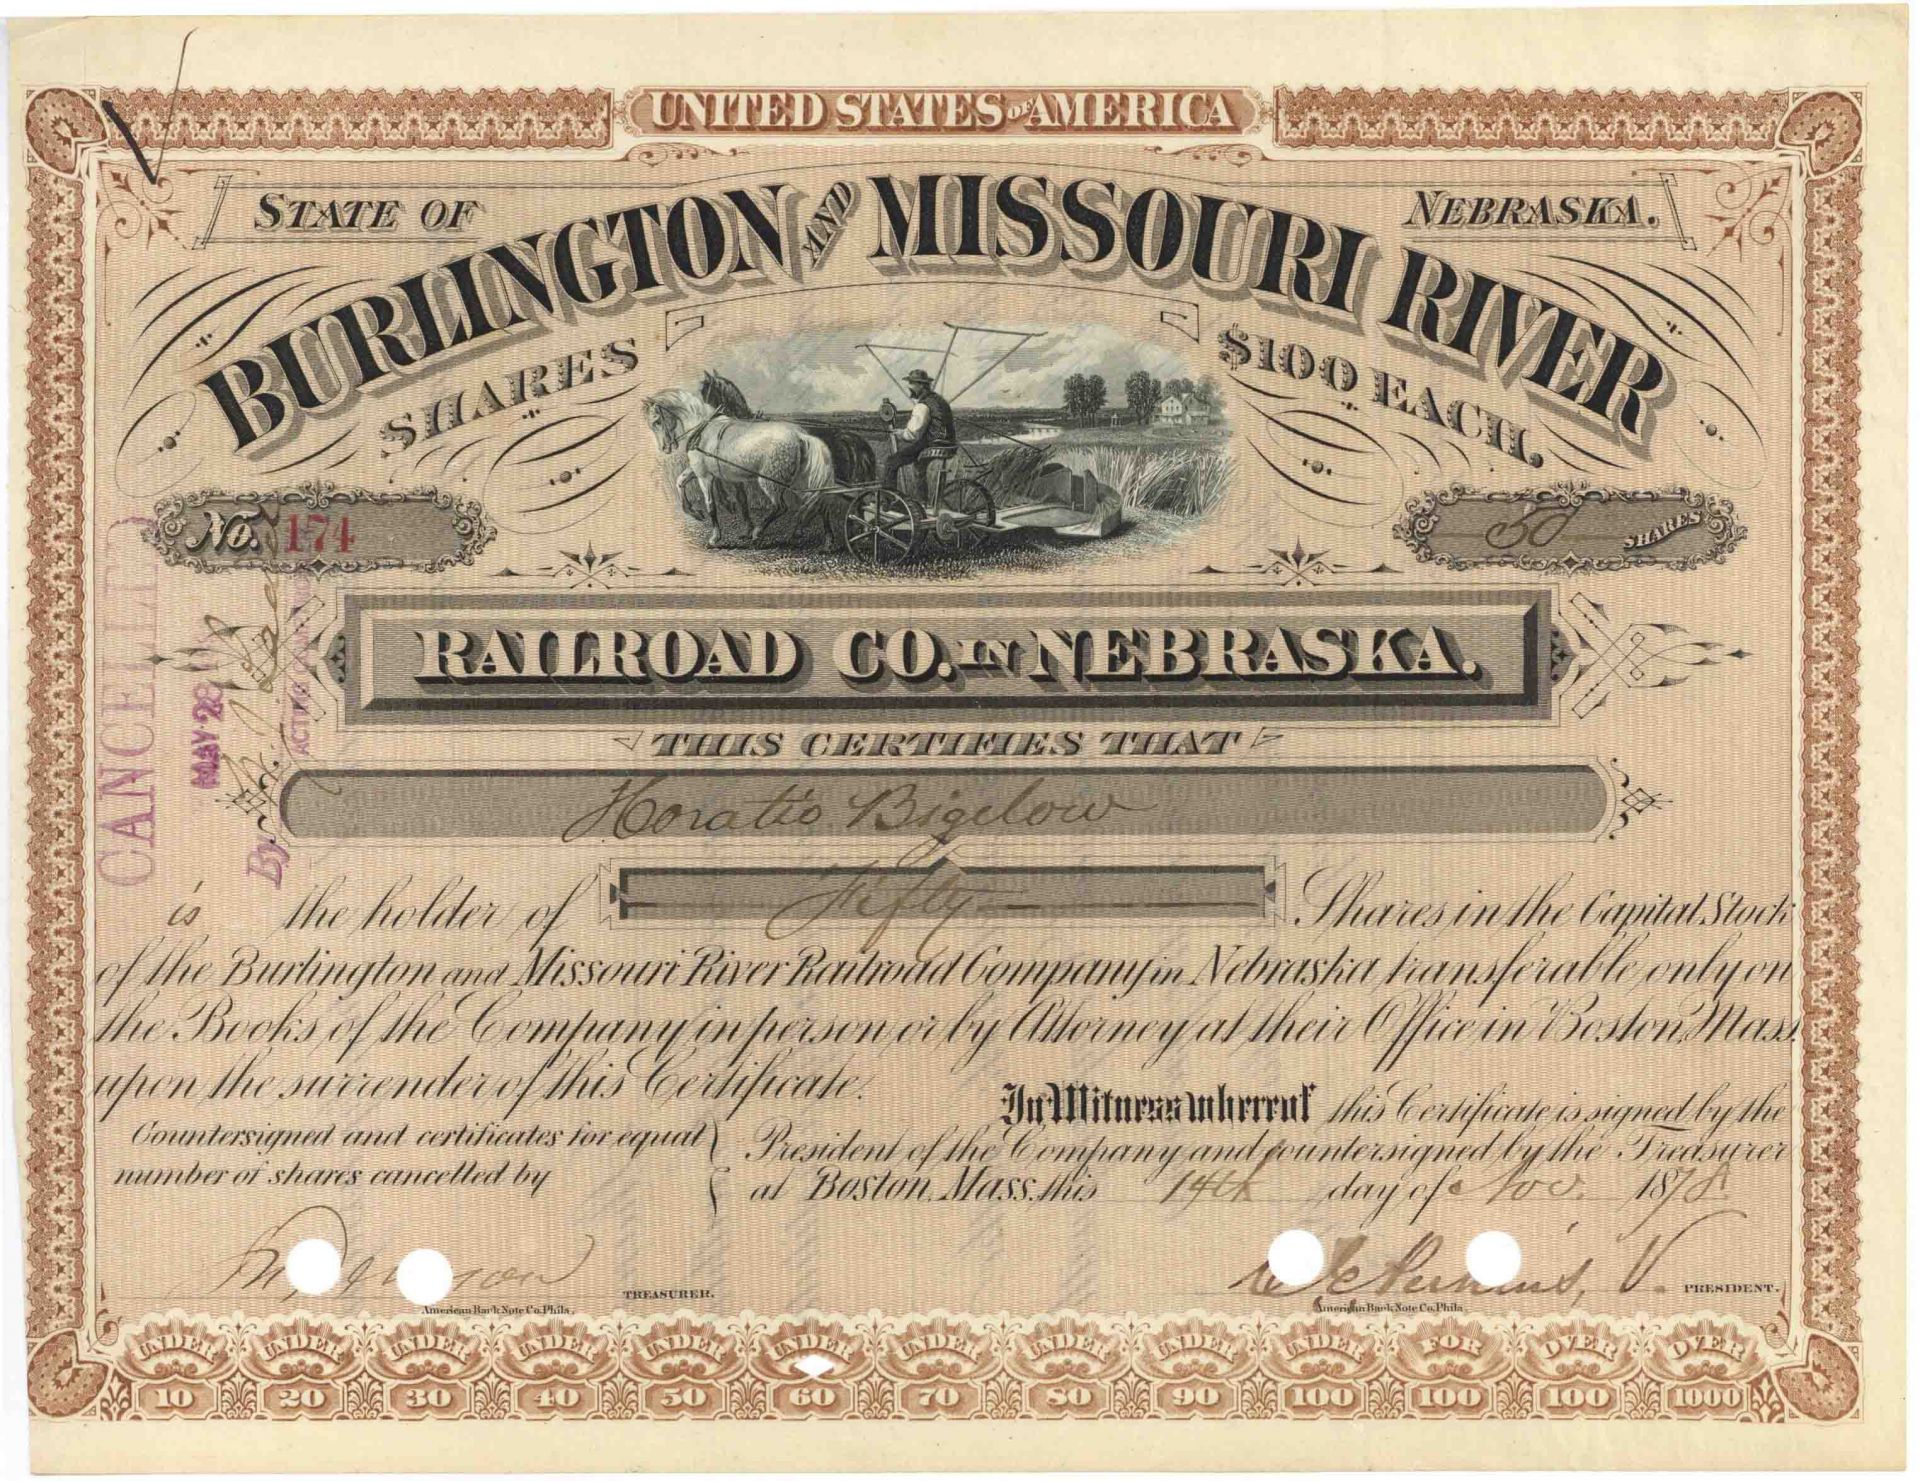 UNITED STATES OF AMERICA
STATE OF NEBRASKA.
BURLINGTON AND MISSOURI RIVER
SHARES $100 EACH.
No. 174
50 SHARES
RAILROAD CO. IN NEBRASKA.
THIS CERTIFIES THAT
Horatio Bigelow
is the holder of Fifty Shares in the Capital Stock
of the Burlington and Missouri River Railroad Company in Nebraska transferable only on
the Books of the Company in person or by Attorney at their Office in Boston, Mass.
upon the surrender of this Certificate.
In Witness whereof this Certificate is signed by the
Countersigned and certificates for equal
number of shares cancelled by
President of the Company and countersigned by the Treasurer
at Boston, Mass. this 14th day of Nov. 1878
TREASURER.
C E Perkins, V. PRESIDENT.
American Bank Note Co. Phila.
American Bank Note Co. Phila.
UNDER 10 UNDER 20 UNDER 30 UNDER 40 UNDER 50 UNDER 60 UNDER 70 UNDER 80 UNDER 90 UNDER 100 FOR 100 OVER 100 OVER 1000
CANCELLED
MAY 28
By
ACTING